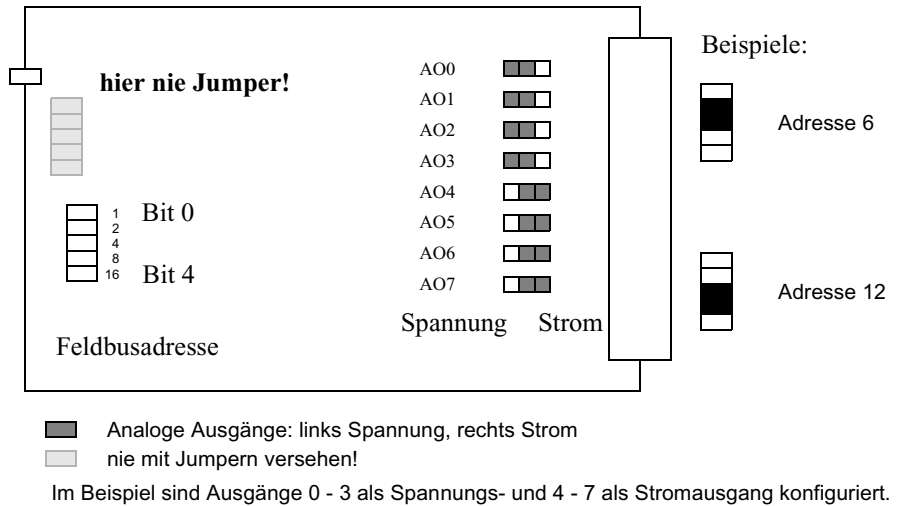 Beispiele:
hier nie Jumper!
AO0
AO1
AO2
AO3
AO4
AO5
AO6
AO7
Adresse 6
1
2
4
8
16
Bit 0
Bit 4
Adresse 12
Spannung Strom
Feldbusadresse
Analoge Ausgänge: links Spannung, rechts Strom
nie mit Jumpern versehen!
Im Beispiel sind Ausgänge 0 - 3 als Spannungs- und 4 - 7 als Stromausgang konfiguriert.